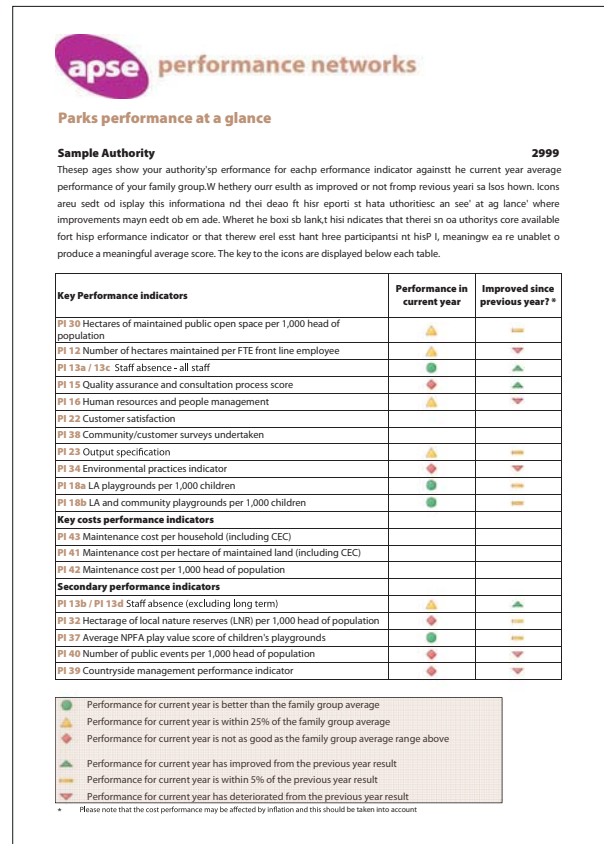 apse performance networks
Parks performance at a glance
Sample Authority 2999
Thesep ages show your authority'sp erformance for eachp erformance indicator againstt he current year average
performance of your family group.W hethery ourr esulth as improved or not fromp revious yeari sa lsos hown. Icons
areu sedt od isplay this informationa nd thei deao ft hisr eporti st hata uthoritiesc an see' at ag lance' where
improvements mayn eedt ob em ade. Wheret he boxi sb lank,t hisi ndicates that therei sn oa uthoritys core available
fort hisp erformance indicator or that therew erel esst hant hree participantsi nt hisP I, meaningw ea re unablet o
produce a meaningful average score. The key to the icons are displayed below each table.
Key Performance indicators Performance in current year Improved since previous year? *
PI 30 Hectares of maintained public open space per 1,000 head of
population
PI 12 Number of hectares maintained per FTE front line employee
PI 13a / 13c Staff absence - all staff
PI 15 Quality assurance and consultation process score
PI 16 Human resources and people management
PI 22 Customer satisfaction
PI 38 Community/customer surveys undertaken
PI 23 Output specification
PI 34 Environmental practices indicator
PI 18a LA playgrounds per 1,000 children
PI 18b LA and community playgrounds per 1,000 children
Key costs performance indicators
PI 43 Maintenance cost per household (including CEC)
PI 41 Maintenance cost per hectare of maintained land (including CEC)
PI 42 Maintenance cost per 1,000 head of population
Secondary performance indicators
PI 13b / PI 13d Staff absence (excluding long term)
PI 32 Hectarage of local nature reserves (LNR) per 1,000 head of population
PI 37 Average NPFA play value score of children's playgrounds
PI 40 Number of public events per 1,000 head of population
PI 39 Countryside management performance indicator
Performance for current year is better than the family group average
Performance for current year is within 25% of the family group average
Performance for current year is not as good as the family group average range above
Performance for current year has improved from the previous year result
Performance for current year is within 5% of the previous year result
Performance for current year has deteriorated from the previous year result
* Please note that the cost performance may be affected by inflation and this should be taken into account